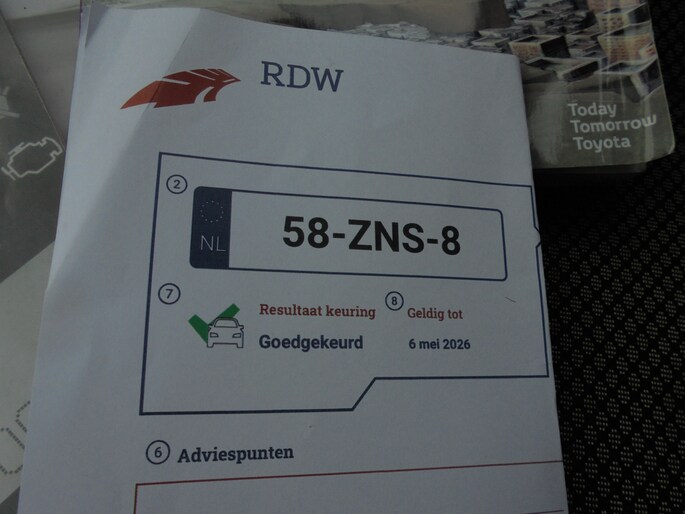 RDW
Today
Tomorrow
Toyota
2
NL
58-ZNS-8
7
Resultaat keuring
8
Geldig tot
Goedgekeurd
6 mei 2026
6
Adviespunten